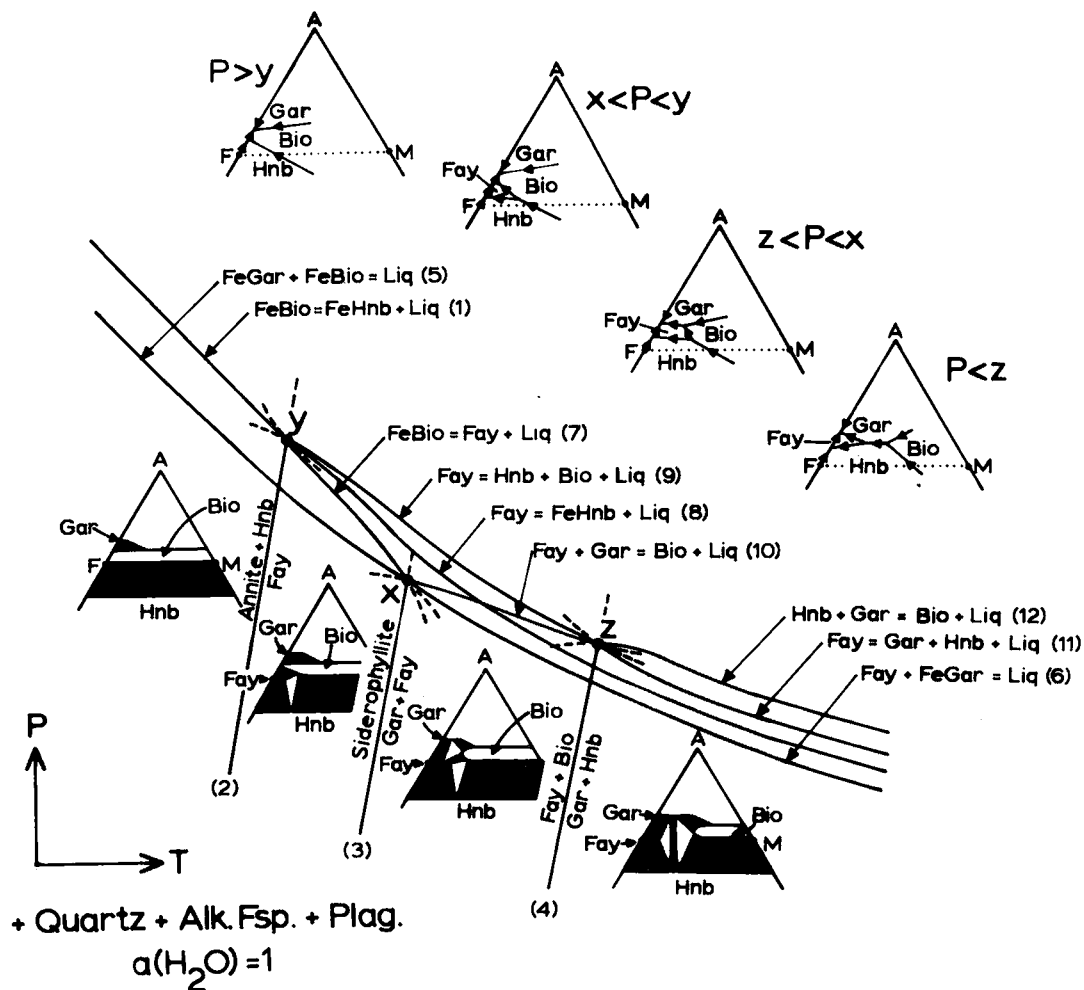 A
P>y
Gar
Bio
F
M
Hnb
A
x<P<y
Gar
Fay
Bio
F
M
Hnb
A
z<P<x
Gar
Fay
Bio
F
M
Hnb
A
P<z
Gar
Fay
Bio
F
M
Hnb
FeGar + FeBio = Liq (5)
FeBio = FeHnb + Liq (1)
y
FeBio = Fay + Liq (7)
Fay = Hnb + Bio + Liq (9)
Fay = FeHnb + Liq (8)
Fay + Gar = Bio + Liq (10)
x
z
Hnb + Gar = Bio + Liq (12)
Fay = Gar + Hnb + Liq (11)
Fay + FeGar = Liq (6)
A
Gar
Bio
F
M
Hnb
Annite + Hnb
Fay
(2)
A
Gar
Bio
Fay
Hnb
Siderophyllite
Gar + Fay
(3)
A
Gar
Bio
Fay
Hnb
Fay + Bio
Gar + Hnb
(4)
A
Gar
Bio
Fay
M
Hnb
P
T
+ Quartz + Alk. Fsp. + Plag.
a(H₂O) = 1